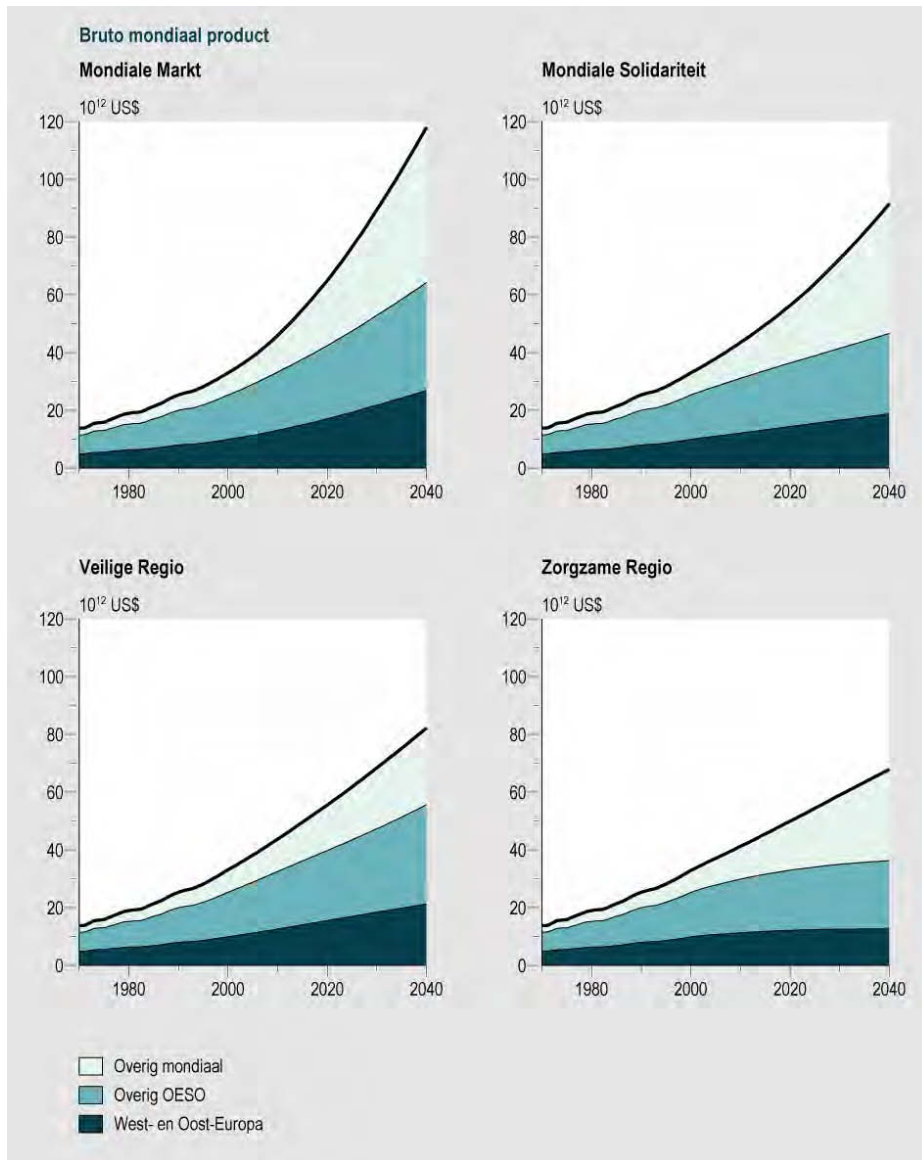 Bruto mondiaal product
Mondiale Markt
10¹² US$
120
100
80
60
40
20
0
1980 2000 2020 2040
Mondiale Solidariteit
10¹² US$
120
100
80
60
40
20
0
1980 2000 2020 2040
Veilige Regio
10¹² US$
120
100
80
60
40
20
0
1980 2000 2020 2040
Zorgzame Regio
10¹² US$
120
100
80
60
40
20
0
1980 2000 2020 2040
Overig mondiaal
Overig OESO
West- en Oost-Europa